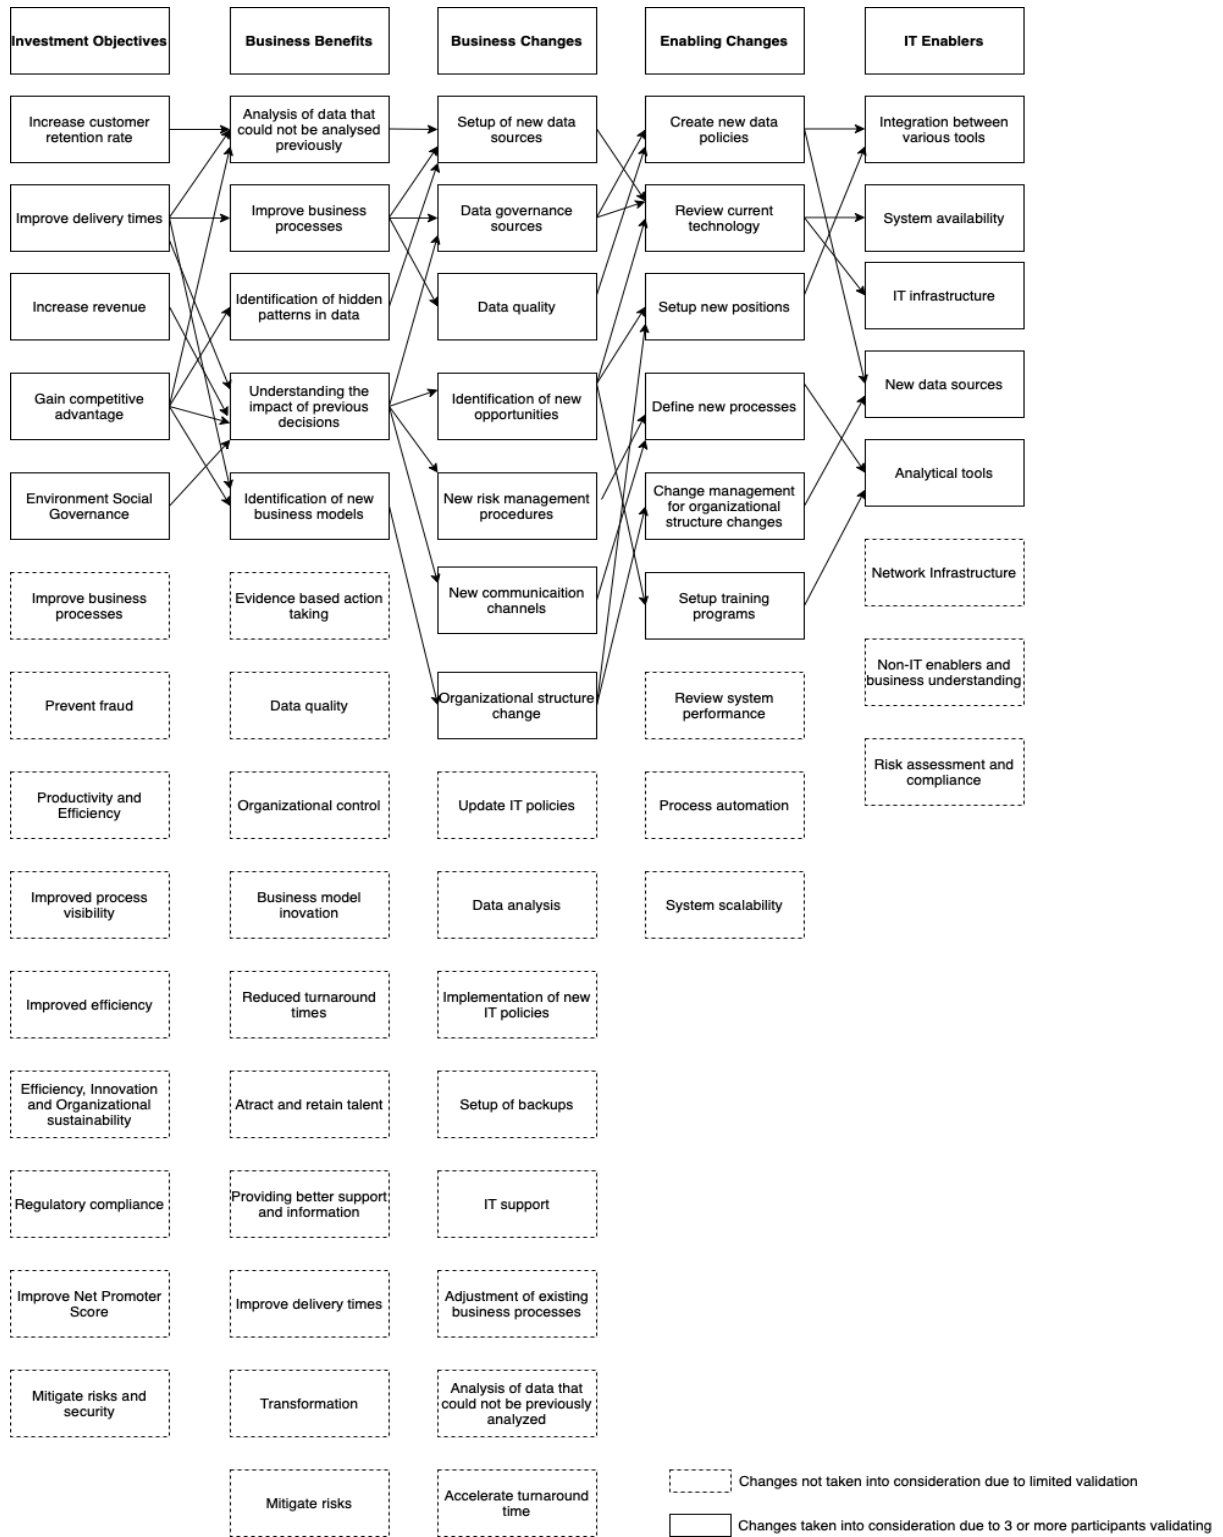 Investment Objectives
Business Benefits
Business Changes
Enabling Changes
IT Enablers
Increase customer
retention rate
Improve delivery times
Increase revenue
Gain competitive
advantage
Environment Social
Governance
Improve business
processes
Prevent fraud
Productivity and
Efficiency
Improved process
visibility
Improved efficiency
Efficiency, Innovation
and Organizational
sustainability
Regulatory compliance
Improve Net Promoter
Score
Mitigate risks and
security
Analysis of data that
could not be analysed
previously
Improve business
processes
Identification of hidden
patterns in data
Understanding the
impact of previous
decisions
Identification of new
business models
Evidence based action
taking
Data quality
Organizational control
Business model
inovation
Reduced turnaround
times
Atract and retain talent
Providing better support
and information
Improve delivery times
Transformation
Mitigate risks
Setup of new data
sources
Data governance
sources
Data quality
Identification of new
opportunities
New risk management
procedures
New communicaition
channels
Organizational structure
change
Update IT policies
Data analysis
Implementation of new
IT policies
Setup of backups
IT support
Adjustment of existing
business processes
Analysis of data that
could not be previously
analyzed
Accelerate turnaround
time
Create new data
policies
Review current
technology
Setup new positions
Define new processes
Change management
for organizational
structure changes
Setup training
programs
Review system
performance
Process automation
System scalability
Integration between
various tools
System availability
IT infrastructure
New data sources
Analytical tools
Network Infrastructure
Non-IT enablers and
business understanding
Risk assessment and
compliance
Changes not taken into consideration due to limited validation
Changes taken into consideration due to 3 or more participants validating